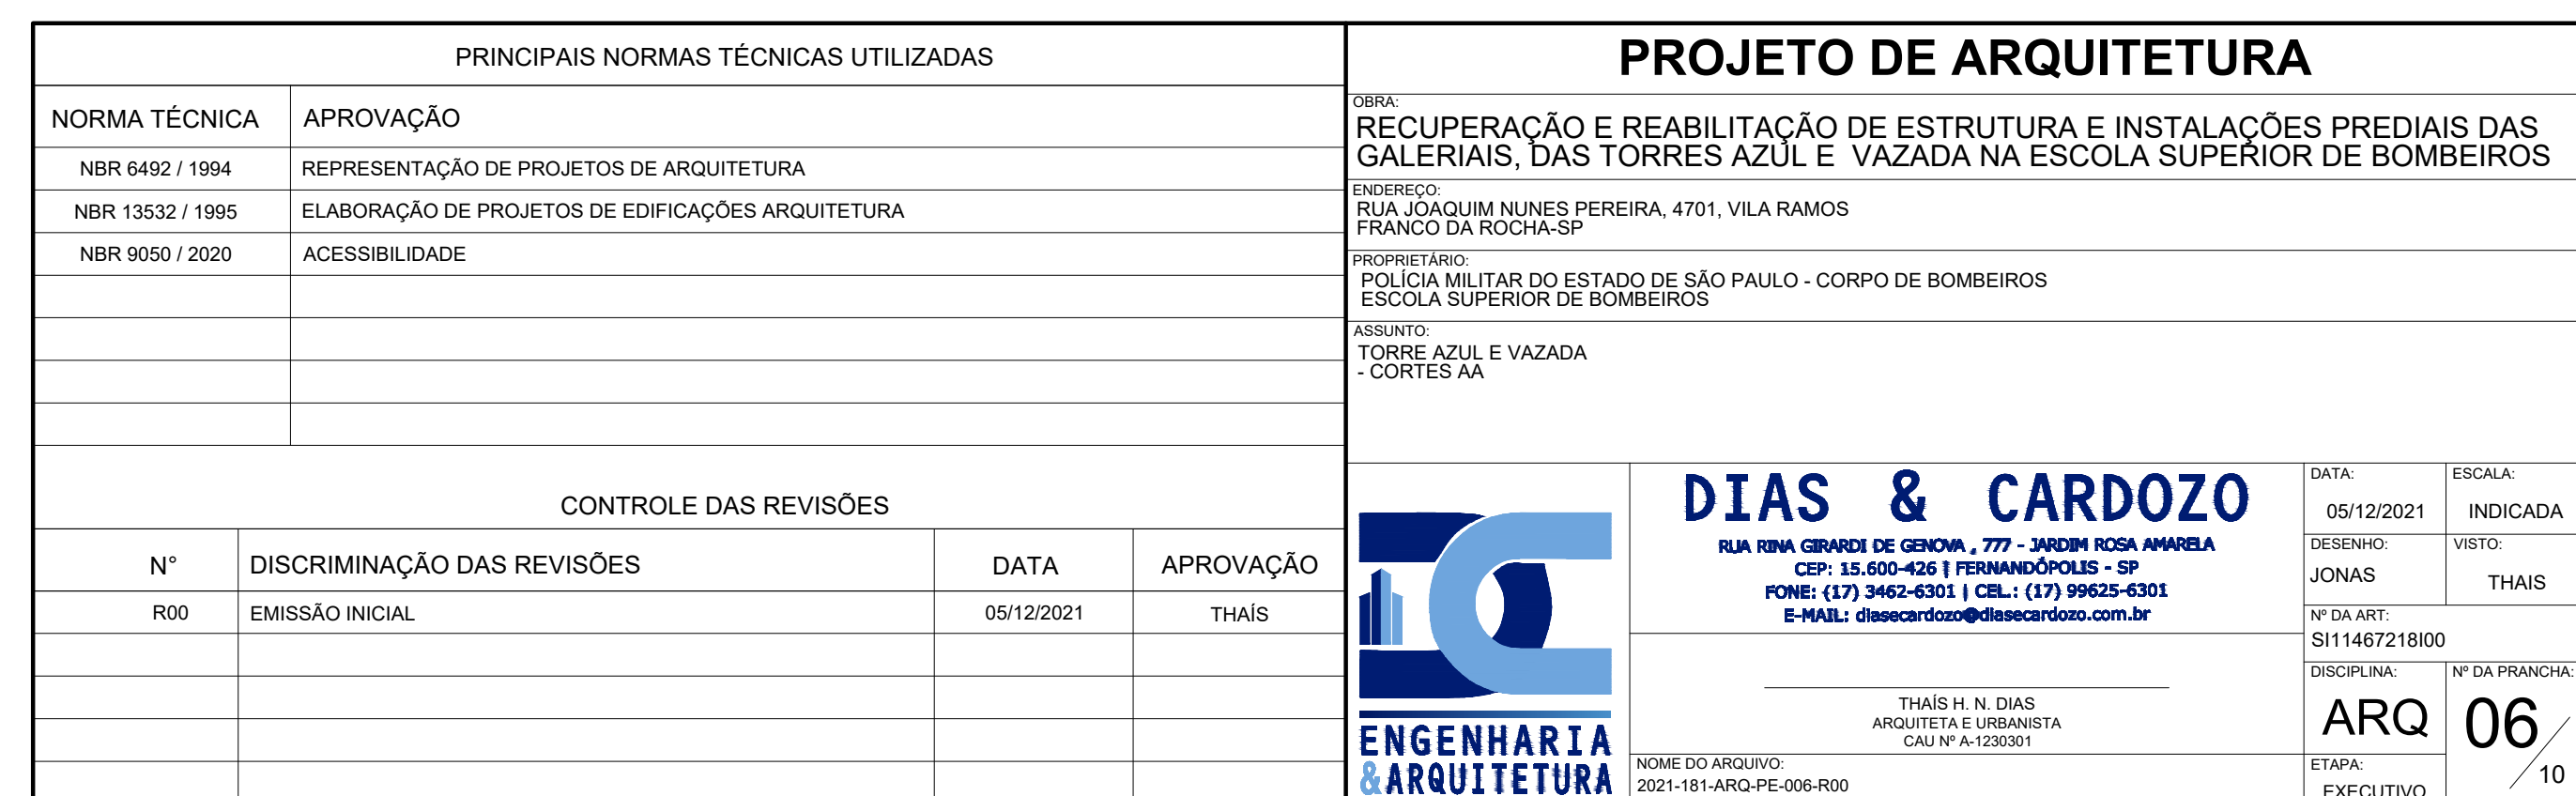 PRINCIPAIS NORMAS TÉCNICAS UTILIZADAS
NORMA TÉCNICA APROVAÇÃO
NBR 6492 / 1994 REPRESENTAÇÃO DE PROJETOS DE ARQUITETURA
NBR 13532 / 1995 ELABORAÇÃO DE PROJETOS DE EDIFICAÇÕES ARQUITETURA
NBR 9050 / 2020 ACESSIBILIDADE
CONTROLE DAS REVISÕES
N° DISCRIMINAÇÃO DAS REVISÕES DATA APROVAÇÃO
R00 EMISSÃO INICIAL 05/12/2021 THAÍS
PROJETO DE ARQUITETURA
OBRA:
RECUPERAÇÃO E REABILITAÇÃO DE ESTRUTURA E INSTALAÇÕES PREDIAIS DAS
GALERIAIS, DAS TORRES AZUL E VAZADA NA ESCOLA SUPERIOR DE BOMBEIROS
ENDEREÇO:
RUA JOAQUIM NUNES PEREIRA, 4701, VILA RAMOS
FRANCO DA ROCHA-SP
PROPRIETÁRIO:
POLÍCIA MILITAR DO ESTADO DE SÃO PAULO - CORPO DE BOMBEIROS
ESCOLA SUPERIOR DE BOMBEIROS
ASSUNTO:
TORRE AZUL E VAZADA
- CORTES AA
ENGENHARIA
&ARQUITETURA
DIAS & CARDOZO
RUA RINA GIRARDI DE GENOVA , 777 - JARDIM ROSA AMARELA
CEP: 15.600-426 | FERNANDÓPOLIS - SP
FONE: (17) 3462-6301 | CEL.: (17) 99625-6301
E-MAIL: diasecardozo@diasecardozo.com.br
THAÍS H. N. DIAS
ARQUITETA E URBANISTA
CAU Nº A-1230301
NOME DO ARQUIVO:
2021-181-ARQ-PE-006-R00
DATA: ESCALA:
05/12/2021 INDICADA
DESENHO: VISTO:
JONAS THAIS
Nº DA ART:
SI11467218I00
DISCIPLINA: Nº DA PRANCHA:
ARQ 06/10
ETAPA:
EXECUTIVO